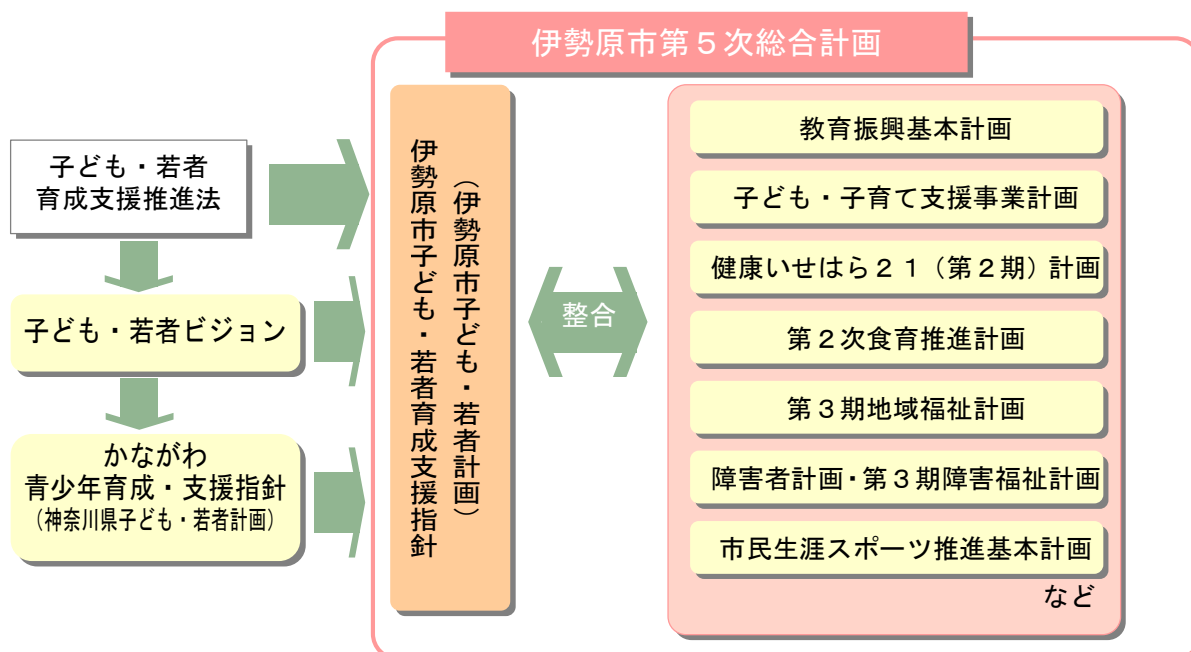 伊勢原市第５次総合計画
子ども・若者
育成支援推進法
子ども・若者ビジョン
かながわ
青少年育成・支援指針
（神奈川県子ども・若者計画）
伊勢原市子ども・若者育成支援指針
（伊勢原市子ども・若者計画）
整合
教育振興基本計画
子ども・子育て支援事業計画
健康いせはら２１（第２期）計画
第２次食育推進計画
第３期地域福祉計画
障害者計画・第３期障害福祉計画
市民生涯スポーツ推進基本計画
など